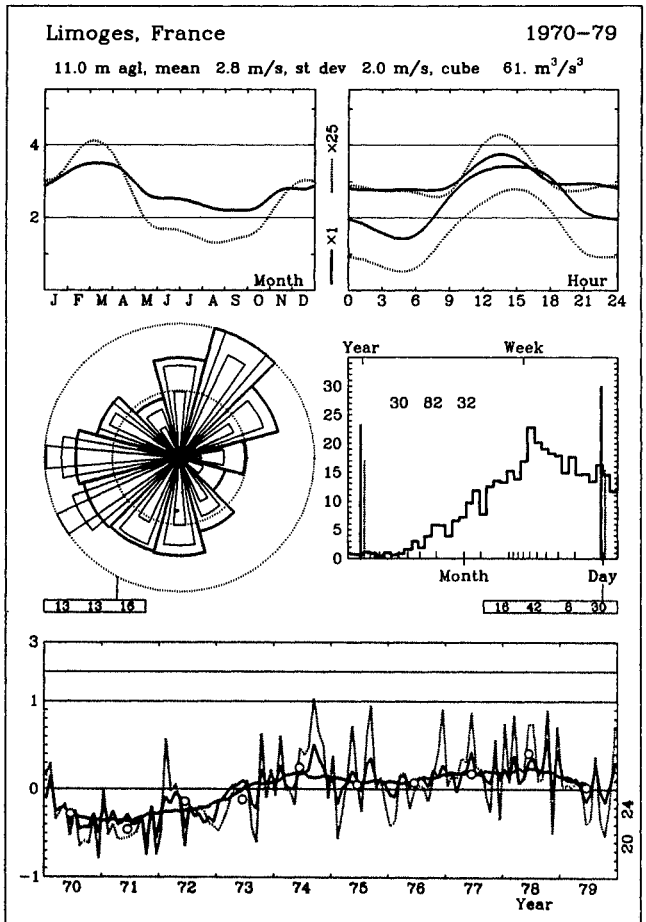 Limoges, France 1970-79
11.0 m agl, mean 2.8 m/s, st dev 2.0 m/s, cube 61. m³/s³
4
2
×25
×1
Month
Hour
J F M A M J J A S O N D
0 3 6 9 12 15 18 21 24
Year Week
35
30
25
20
15
10
5
0
30 82 32
Month Day
13 13 16
16 42 8 30
3
1
0
-1
70 71 72 73 74 75 76 77 78 79
Year
20 24